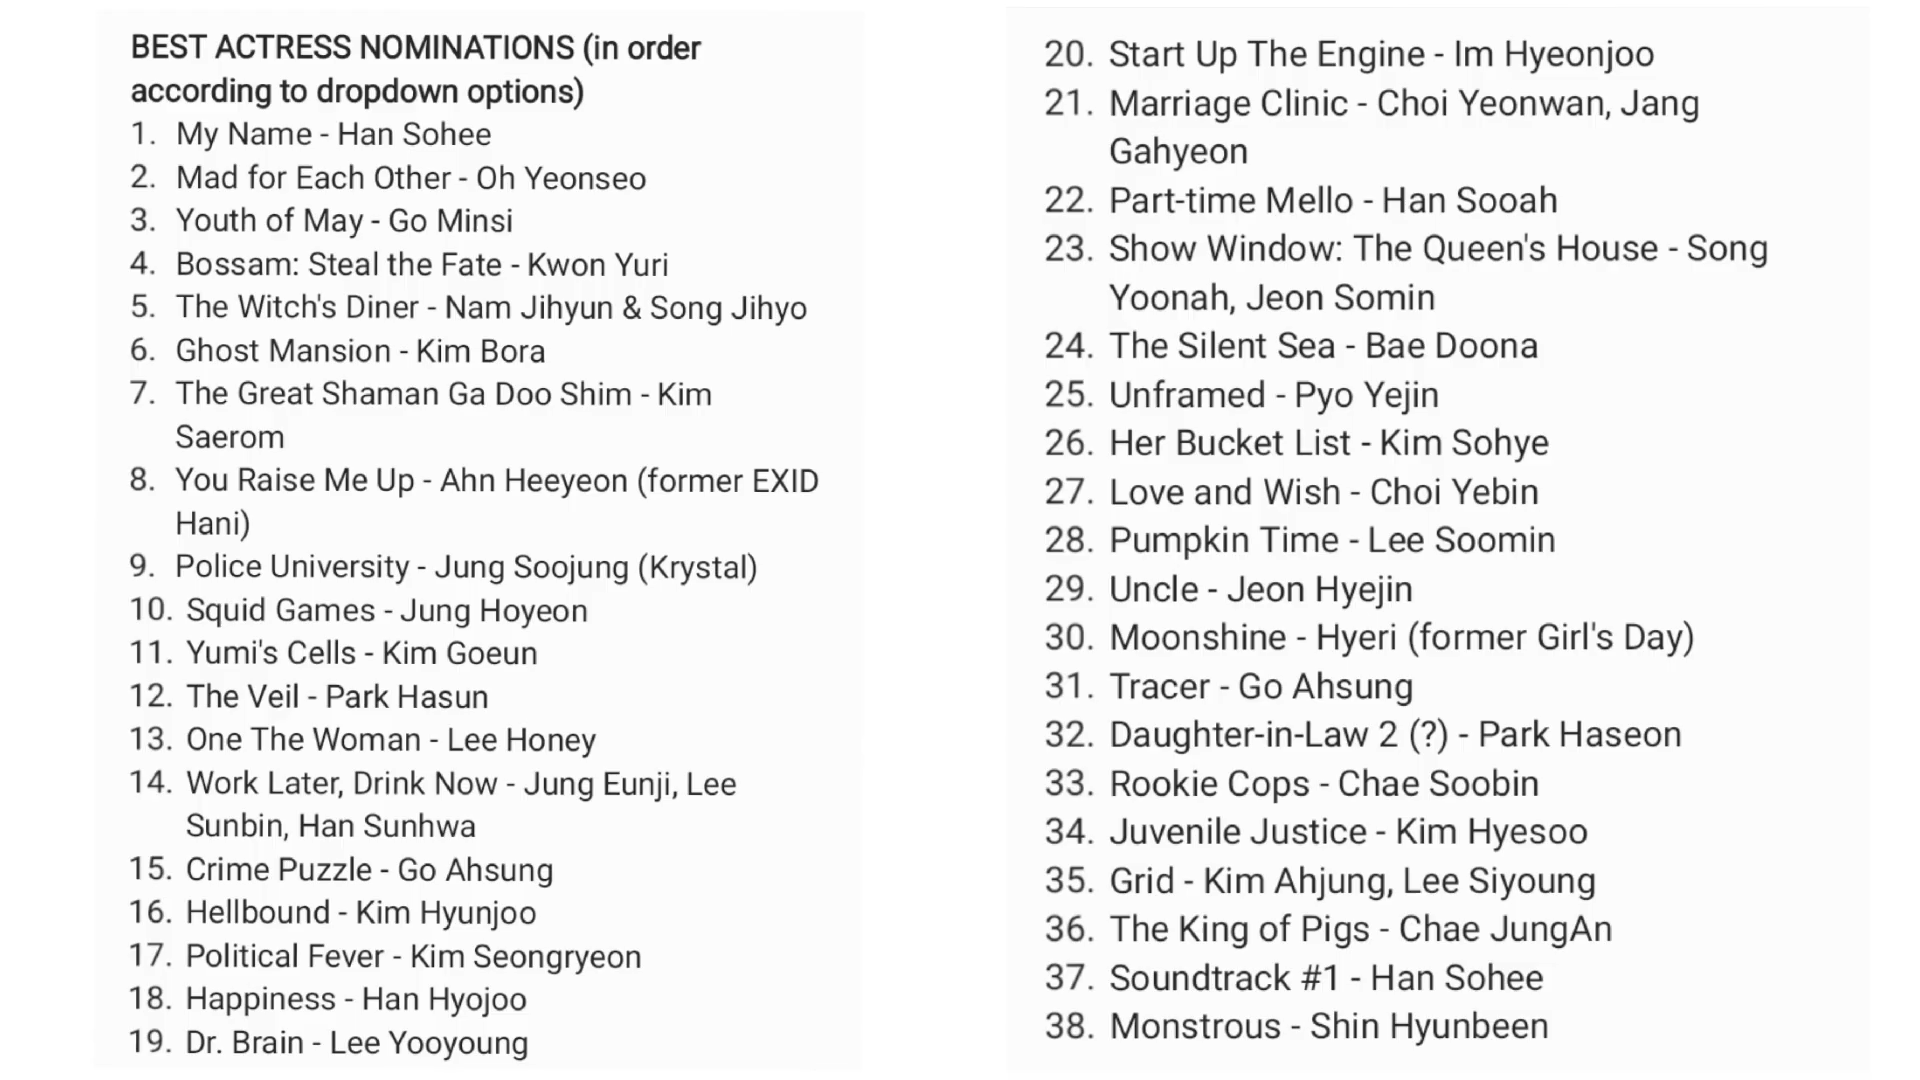 BEST ACTRESS NOMINATIONS (in order
according to dropdown options)
1. My Name - Han Sohee
2. Mad for Each Other - Oh Yeonseo
3. Youth of May - Go Minsi
4. Bossam: Steal the Fate - Kwon Yuri
5. The Witch's Diner - Nam Jihyun & Song Jihyo
6. Ghost Mansion - Kim Bora
7. The Great Shaman Ga Doo Shim - Kim
Saerom
8. You Raise Me Up - Ahn Heeyeon (former EXID
Hani)
9. Police University - Jung Soojung (Krystal)
10. Squid Games - Jung Hoyeon
11. Yumi's Cells - Kim Goeun
12. The Veil - Park Hasun
13. One The Woman - Lee Honey
14. Work Later, Drink Now - Jung Eunji, Lee
Sunbin, Han Sunhwa
15. Crime Puzzle - Go Ahsung
16. Hellbound - Kim Hyunjoo
17. Political Fever - Kim Seongryeon
18. Happiness - Han Hyojoo
19. Dr. Brain - Lee Yooyoung
20. Start Up The Engine - Im Hyeonjoo
21. Marriage Clinic - Choi Yeonwan, Jang
Gahyeon
22. Part-time Mello - Han Sooah
23. Show Window: The Queen's House - Song
Yoonah, Jeon Somin
24. The Silent Sea - Bae Doona
25. Unframed - Pyo Yejin
26. Her Bucket List - Kim Sohye
27. Love and Wish - Choi Yebin
28. Pumpkin Time - Lee Soomin
29. Uncle - Jeon Hyejin
30. Moonshine - Hyeri (former Girl's Day)
31. Tracer - Go Ahsung
32. Daughter-in-Law 2 (?) - Park Haseon
33. Rookie Cops - Chae Soobin
34. Juvenile Justice - Kim Hyesoo
35. Grid - Kim Ahjung, Lee Siyoung
36. The King of Pigs - Chae JungAn
37. Soundtrack #1 - Han Sohee
38. Monstrous - Shin Hyunbeen